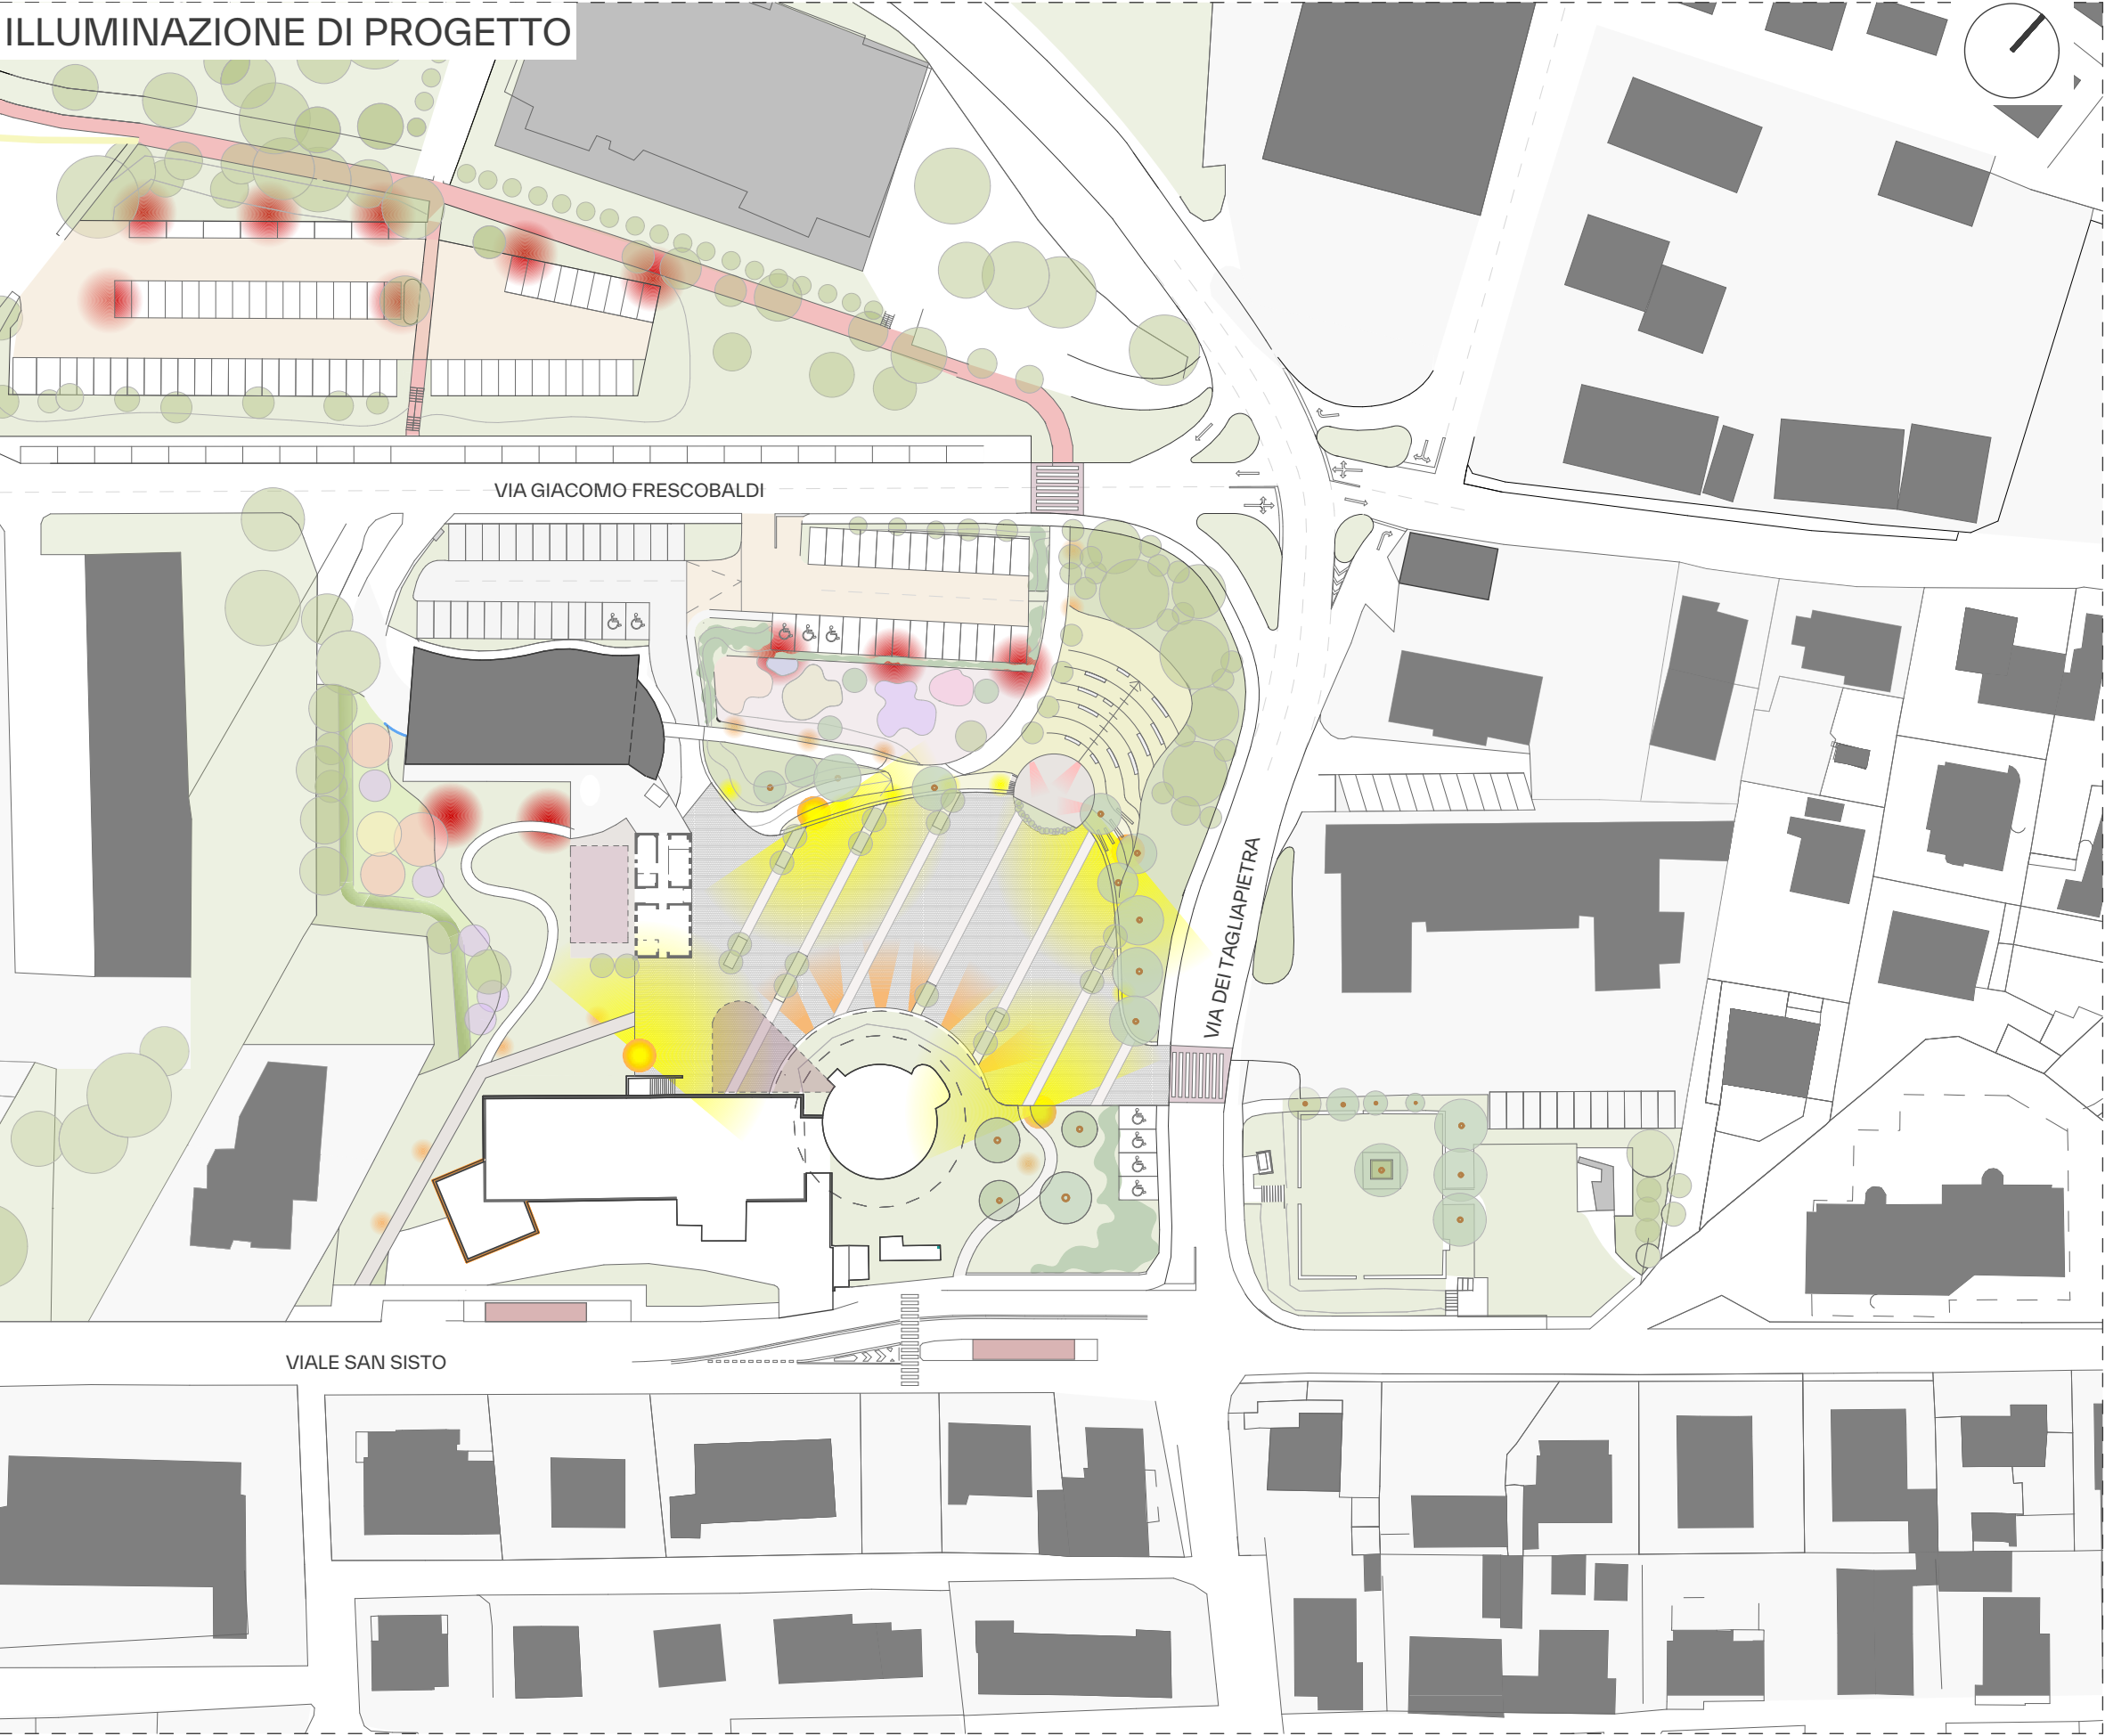 ILLUMINAZIONE DI PROGETTO
VIA GIACOMO FRESCOBALDI
VIA DEI TAGLIAPIETRA
VIALE SAN SISTO